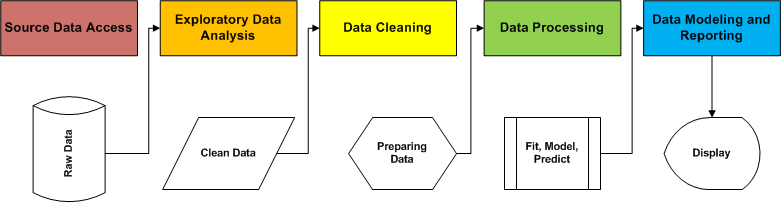 Source Data Access
Exploratory Data
Analysis
Data Cleaning
Data Processing
Data Modeling and
Reporting
Raw Data
Clean Data
Preparing
Data
Fit, Model,
Predict
Display